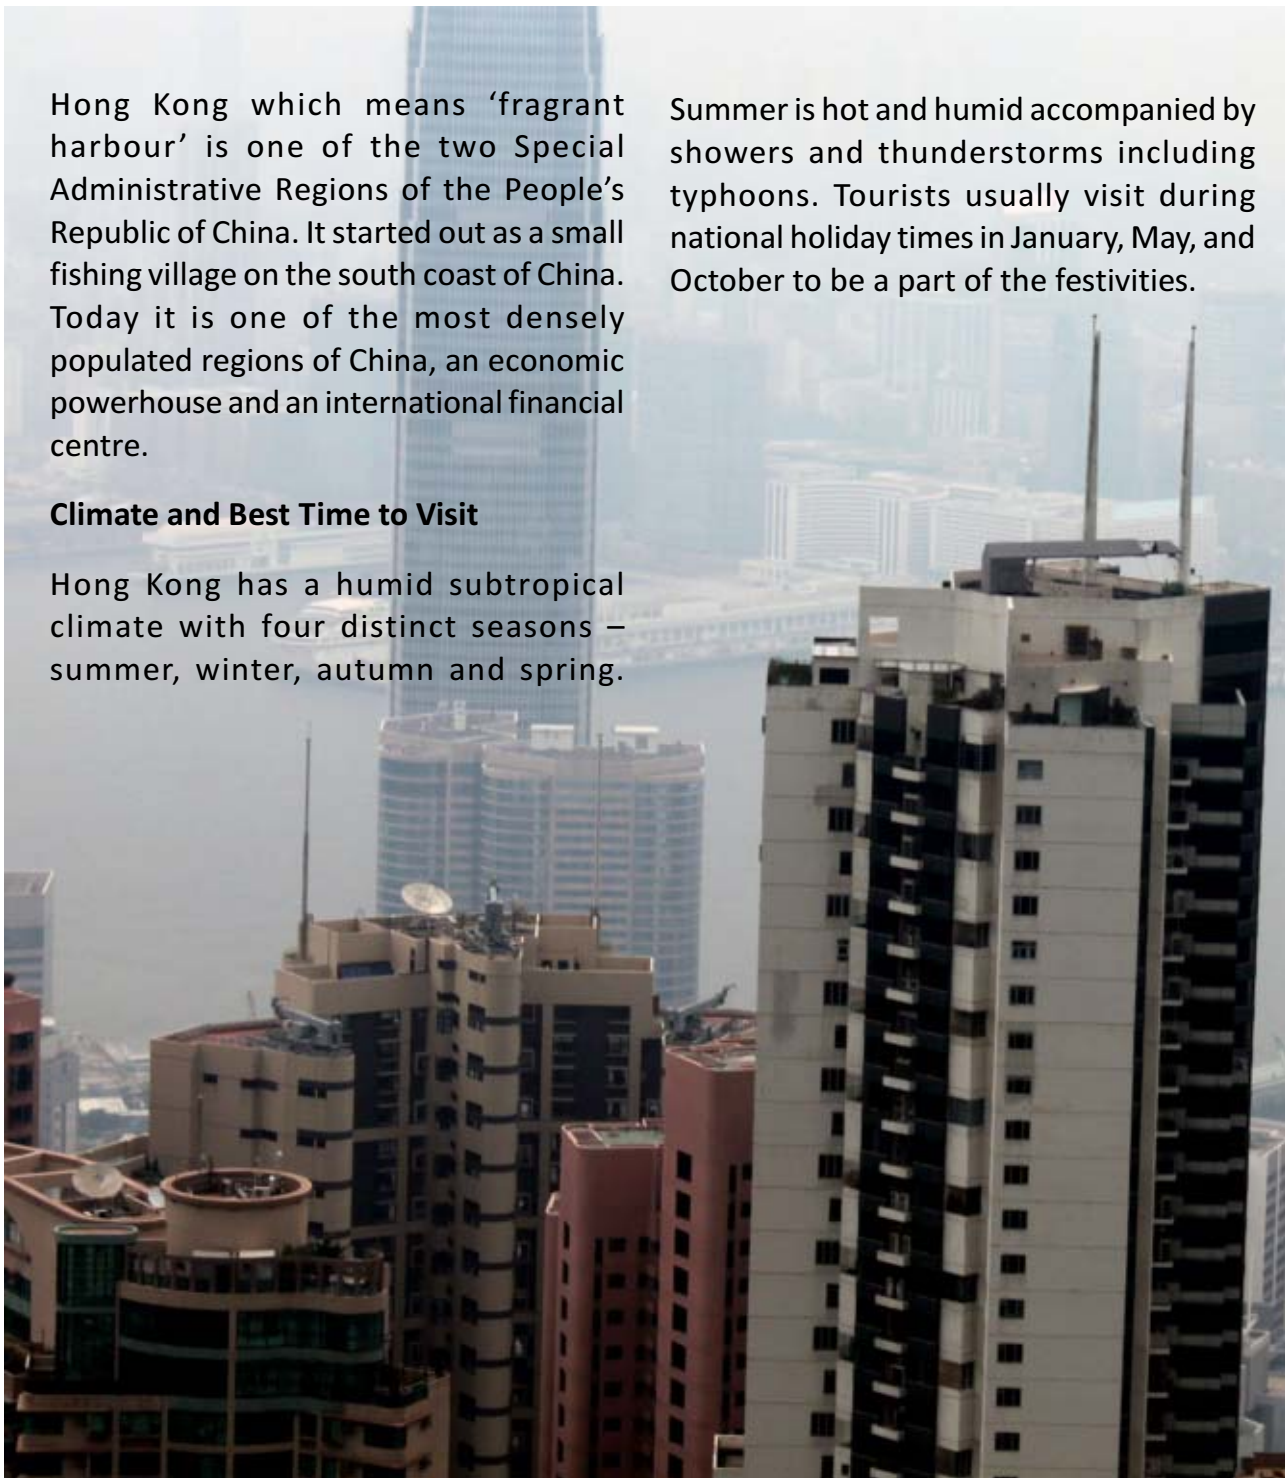 Hong Kong which means ‘fragrant
harbour’ is one of the two Special
Administrative Regions of the People’s
Republic of China. It started out as a small
fishing village on the south coast of China.
Today it is one of the most densely
populated regions of China, an economic
powerhouse and an international financial
centre.
Climate and Best Time to Visit
Hong Kong has a humid subtropical
climate with four distinct seasons –
summer, winter, autumn and spring.
Summer is hot and humid accompanied by
showers and thunderstorms including
typhoons. Tourists usually visit during
national holiday times in January, May, and
October to be a part of the festivities.